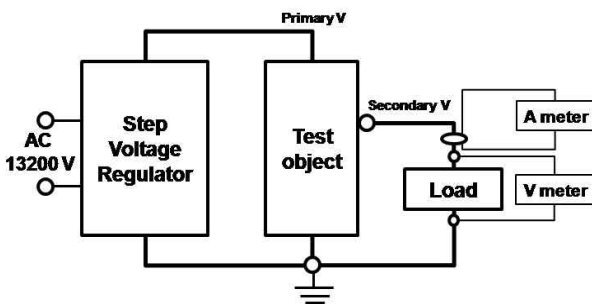 Primary V
Step
Voltage
Regulator
AC
13200 V
Test
object
Secondary V
A meter
Load
V meter